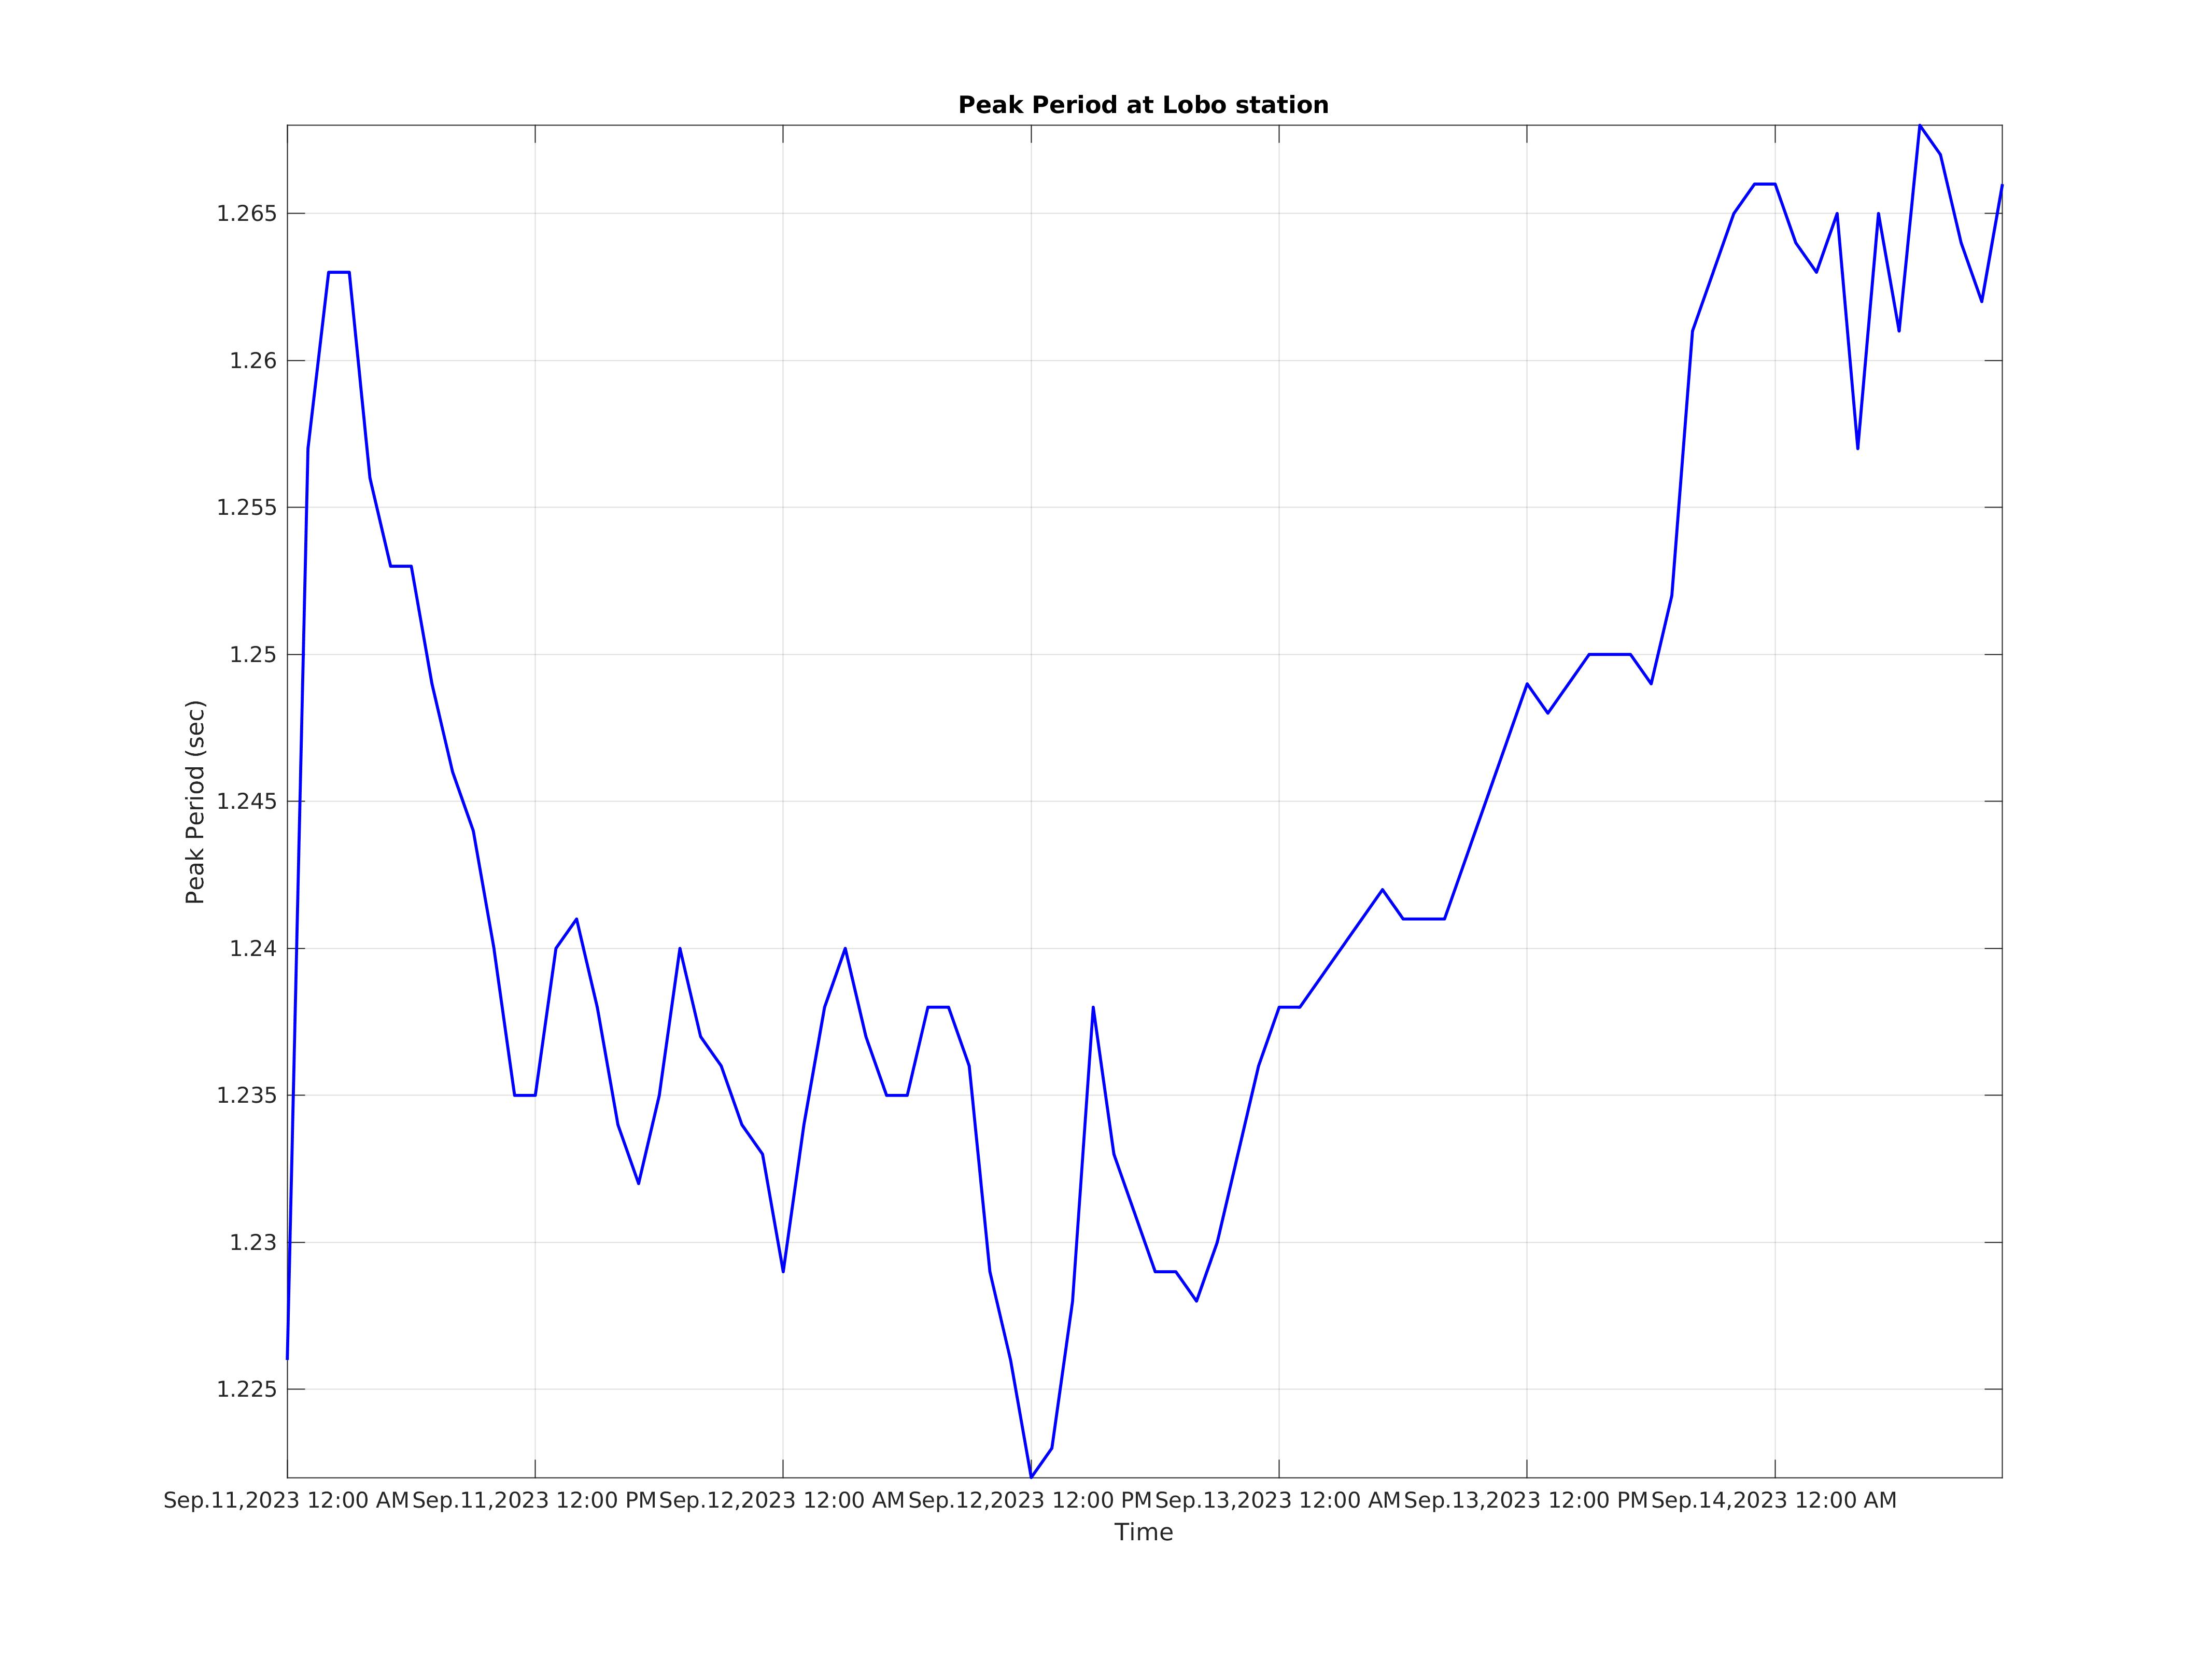 Peak Period at Lobo station
1.265
1.26
1.255
1.25
1.245
1.24
1.235
1.23
1.225
Peak Period (sec)
Sep.11,2023 12:00 AM Sep.11,2023 12:00 PM Sep.12,2023 12:00 AM Sep.12,2023 12:00 PM Sep.13,2023 12:00 AM Sep.13,2023 12:00 PM Sep.14,2023 12:00 AM
Time